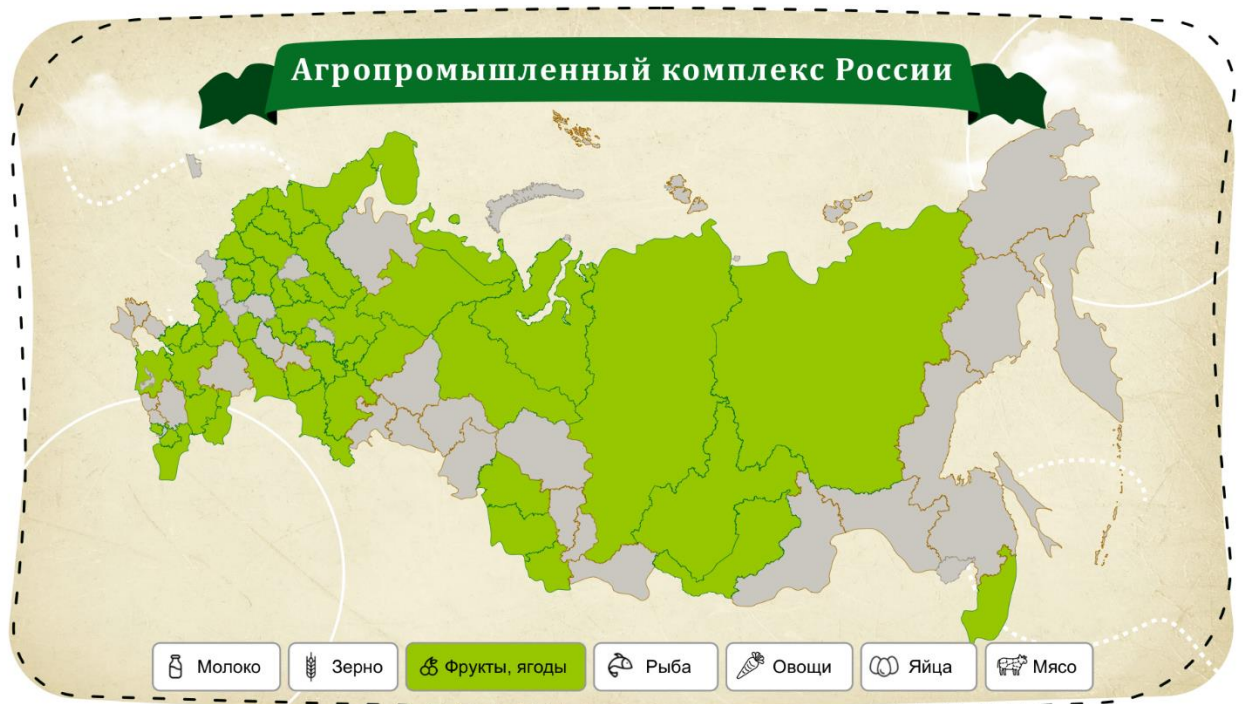 Агропромышленный комплекс России
Молоко
Зерно
Фрукты, ягоды
Рыба
Овощи
Яйца
Мясо